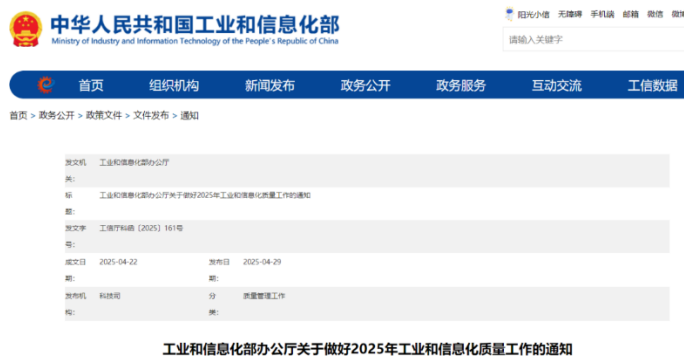 阳光小信 无障碍 手机端 邮箱 微信
中华人民共和国工业和信息化部
Ministry of Industry and Information Technology of the People's Republic of China
请输入关键字
首页 组织机构 新闻发布 政务公开 政务服务 互动交流 工信数据
首页 > 政务公开 > 政策文件 > 文件发布 > 通知
发文机关: 工业和信息化部办公厅
标题: 工业和信息化部办公厅关于做好2025年工业和信息化质量工作的通知
发文字号: 工信厅科函〔2025〕161号
成文日期: 2025-04-22 发布日期: 2025-04-29
发布机构: 科技司 分类: 质量管理工作
工业和信息化部办公厅关于做好2025年工业和信息化质量工作的通知